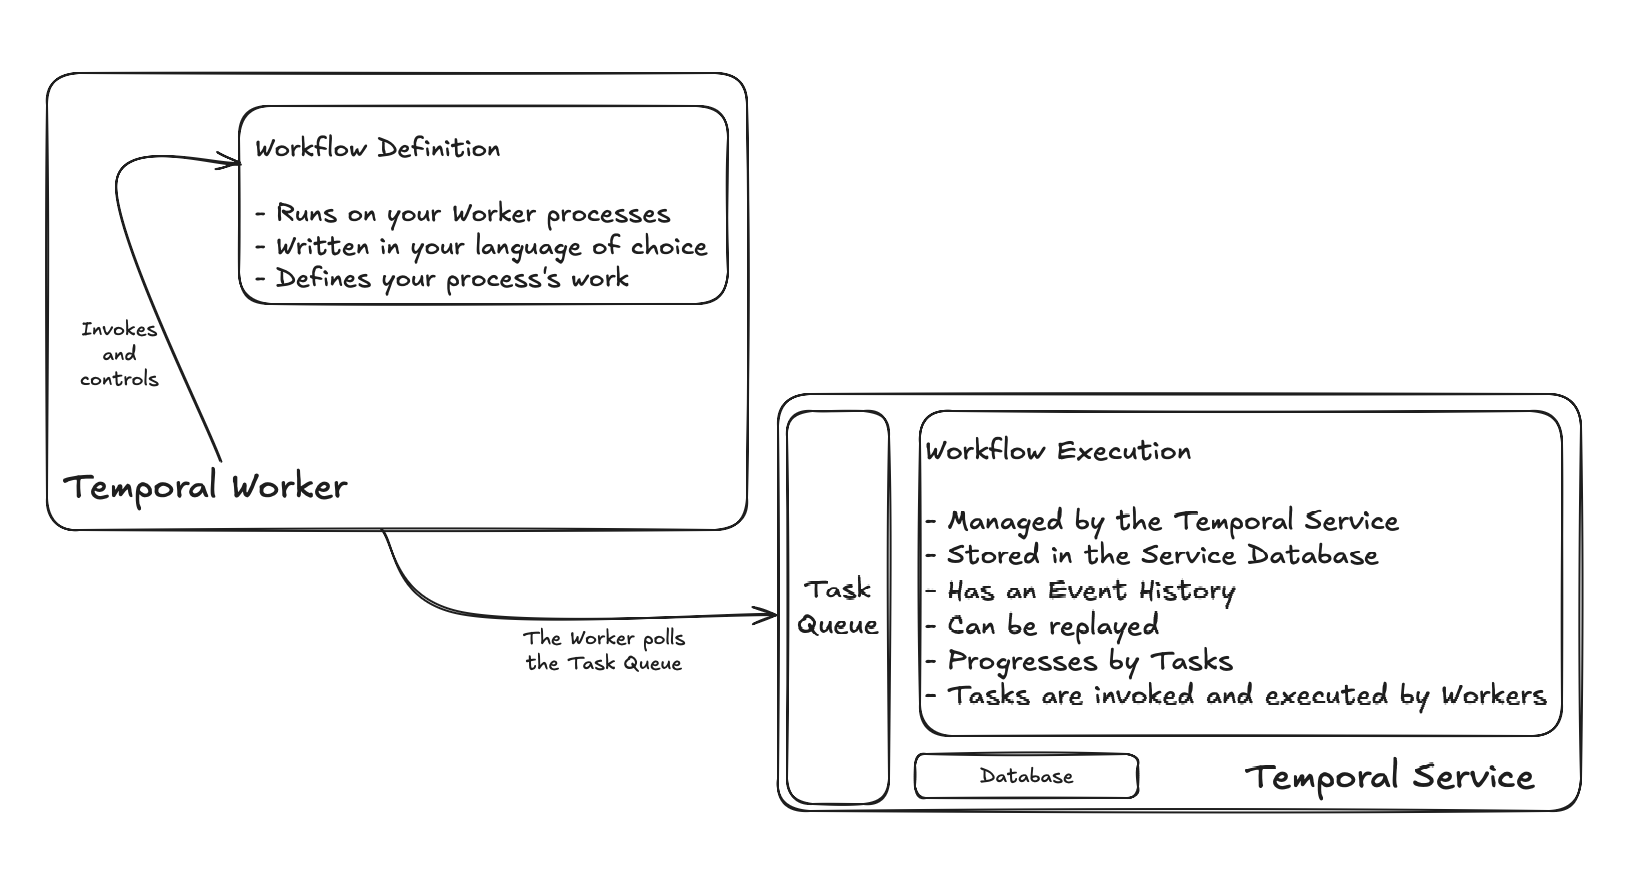 Workflow Definition
- Runs on your Worker processes
- Written in your language of choice
- Defines your process's work
Invokes
and
controls
Temporal Worker
The Worker polls
the Task Queue
Task
Queue
Workflow Execution
- Managed by the Temporal Service
- Stored in the Service Database
- Has an Event History
- Can be replayed
- Progresses by Tasks
- Tasks are invoked and executed by Workers
Database
Temporal Service